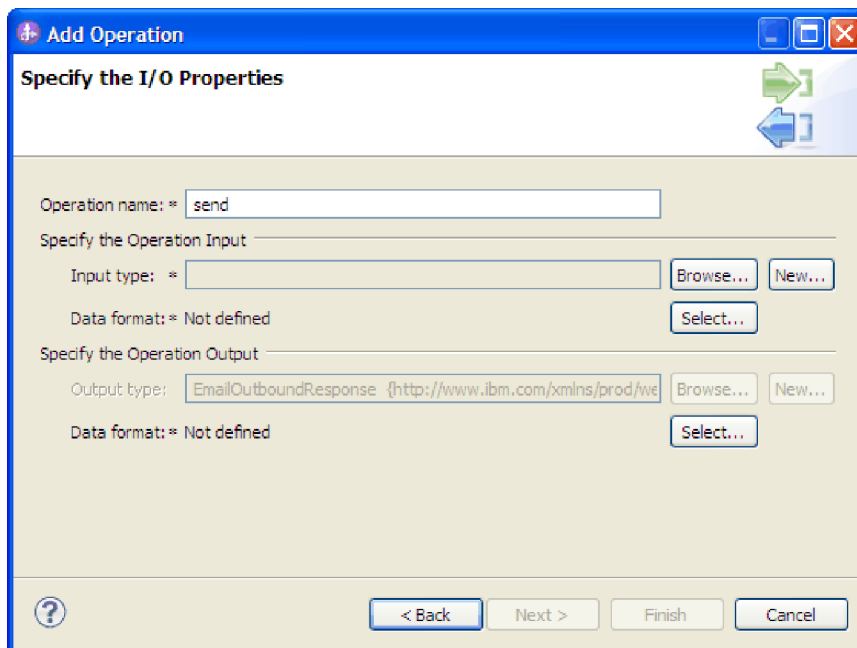 Add Operation
Specify the I/O Properties
Operation name: * send
Specify the Operation Input
Input type: * Browse... New...
Data format: * Not defined Select...
Specify the Operation Output
Output type: EmailOutboundResponse {http://www.ibm.com/xmlns/prod/we Browse... New...
Data format: * Not defined Select...
? < Back Next > Finish Cancel